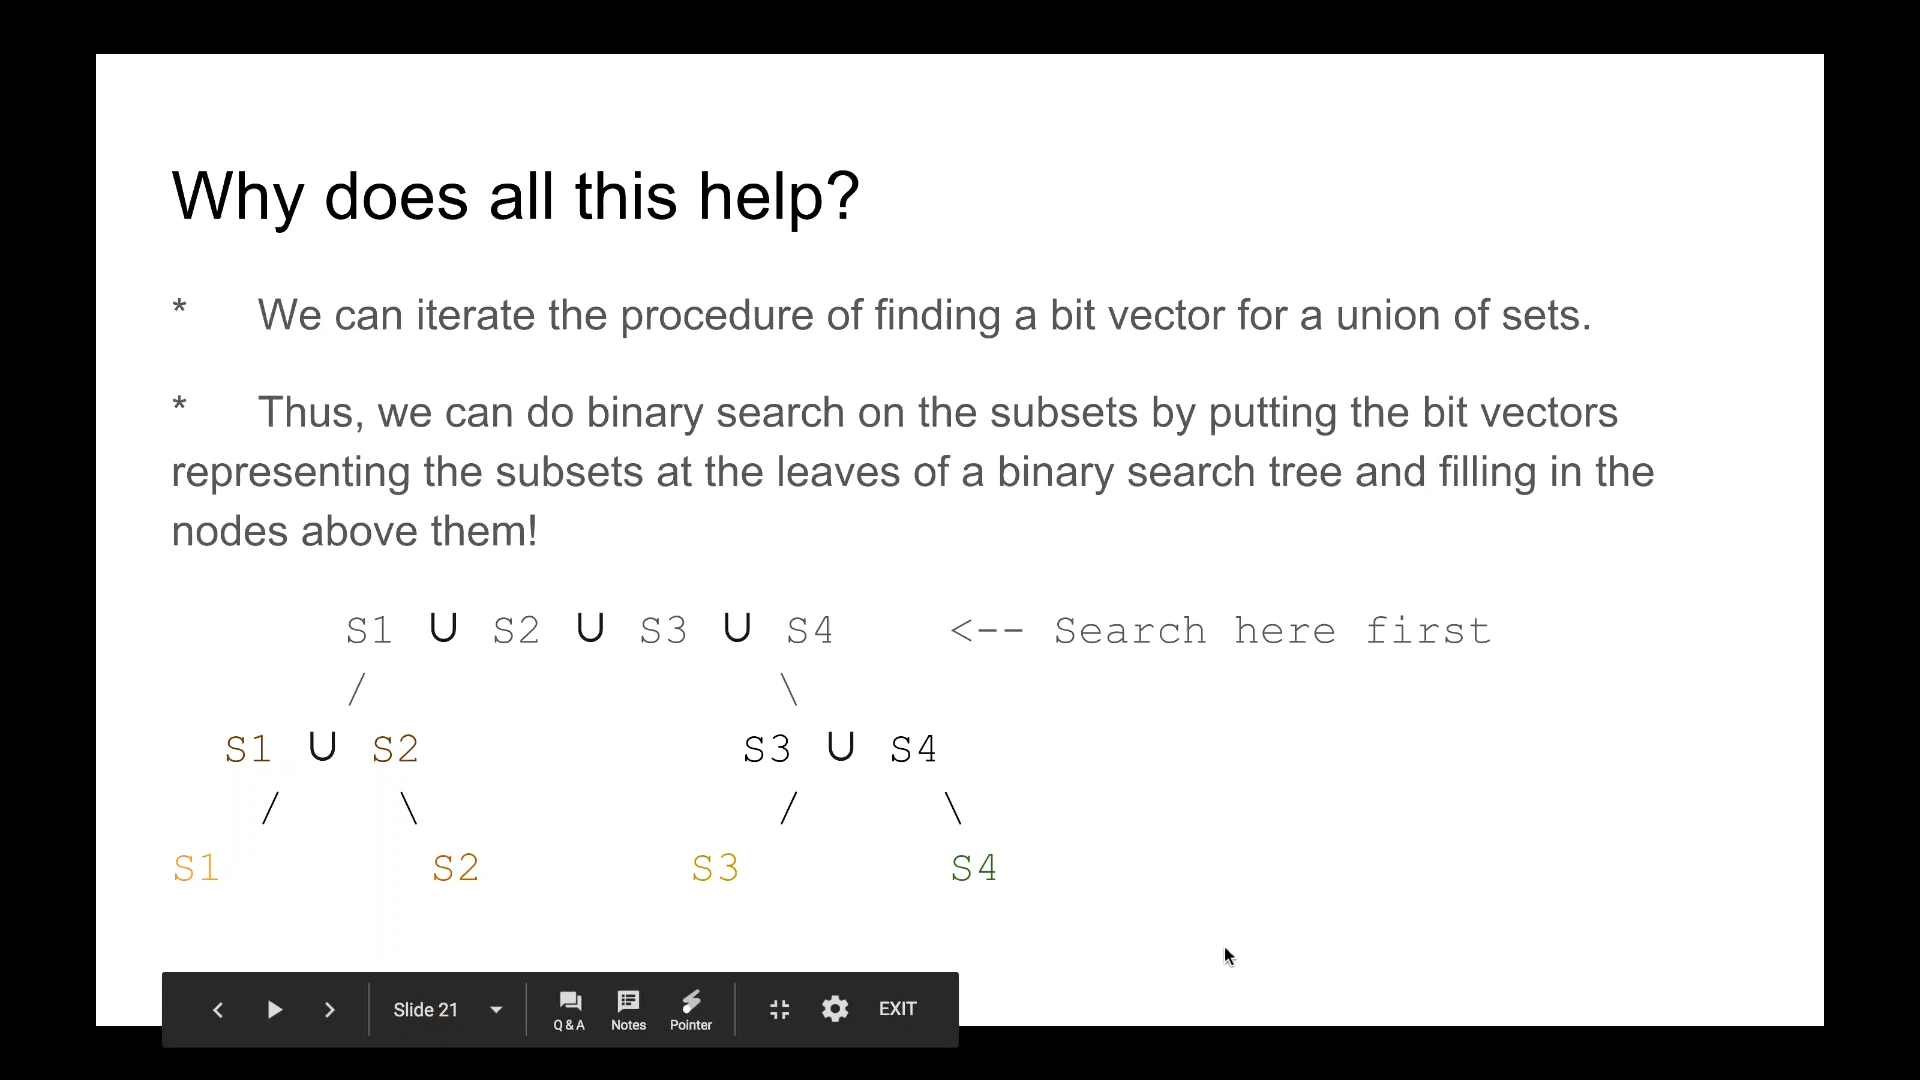 Why does all this help?
* We can iterate the procedure of finding a bit vector for a union of sets.
* Thus, we can do binary search on the subsets by putting the bit vectors
representing the subsets at the leaves of a binary search tree and filling in the
nodes above them!
S1 ∪ S2 ∪ S3 ∪ S4 <-- Search here first
/ \
S1 ∪ S2 S3 ∪ S4
/ \ / \
S1 S2 S3 S4
Slide 21 Q & A Notes Pointer EXIT